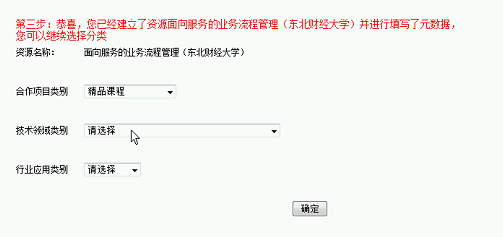 第三步：恭喜，您已经建立了资源面向服务的业务流程管理（东北财经大学）并进行填写了元数据，
您可以继续选择分类
资源名称： 面向服务的业务流程管理（东北财经大学）
合作项目类别 精品课程
技术领域类别 请选择
行业应用类别 请选择
确定